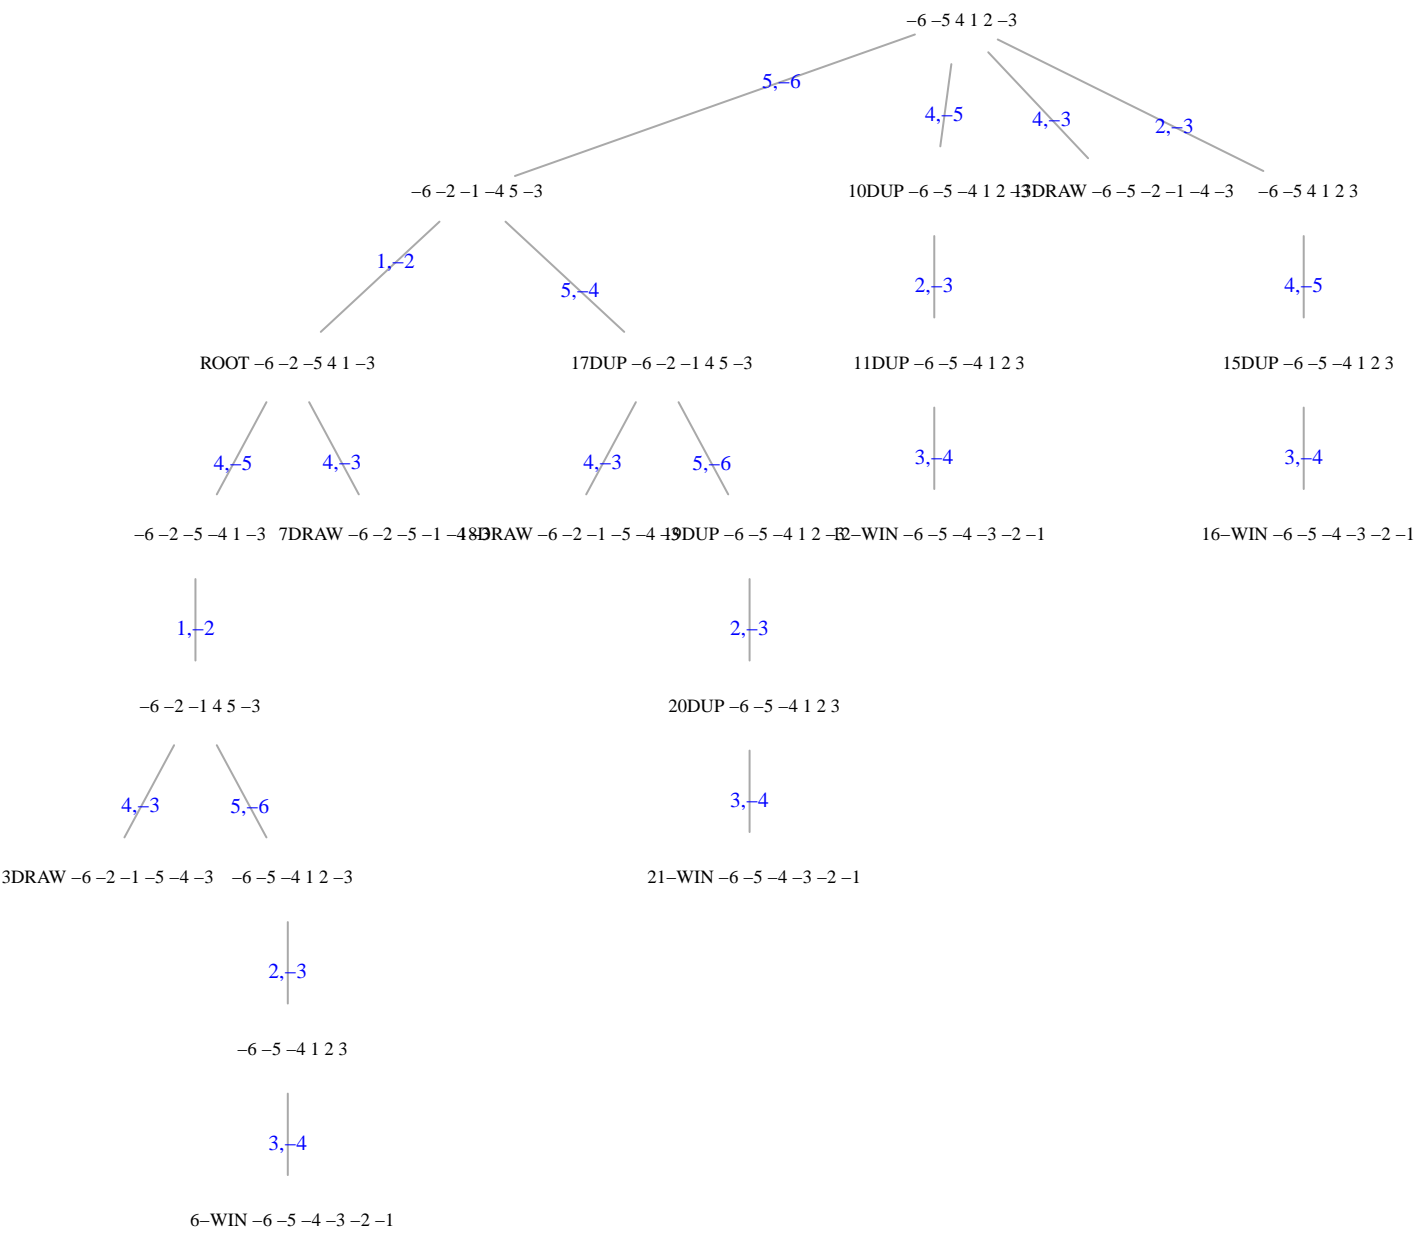 −6 −5 4 1 2 −3
5,−6
4,−5
4,−3
2,−3
−6 −2 −1 −4 5 −3
10DUP −6 −5 −4 1 2 −3
13DRAW −6 −5 −2 −1 −4 −3
−6 −5 4 1 2 3
1,−2
5,−4
2,−3
4,−5
ROOT −6 −2 −5 4 1 −3
17DUP −6 −2 −1 4 5 −3
11DUP −6 −5 −4 1 2 3
15DUP −6 −5 −4 1 2 3
4,−5
4,−3
4,−3
5,−6
3,−4
3,−4
−6 −2 −5 −4 1 −3
7DRAW −6 −2 −5 −1 −4 −3
18DRAW −6 −2 −1 −5 −4 −3
19DUP −6 −5 −4 1 2 −3
12−WIN −6 −5 −4 −3 −2 −1
16−WIN −6 −5 −4 −3 −2 −1
1,−2
2,−3
−6 −2 −1 4 5 −3
20DUP −6 −5 −4 1 2 3
4,−3
5,−6
3,−4
3DRAW −6 −2 −1 −5 −4 −3
−6 −5 −4 1 2 −3
21−WIN −6 −5 −4 −3 −2 −1
2,−3
−6 −5 −4 1 2 3
3,−4
6−WIN −6 −5 −4 −3 −2 −1